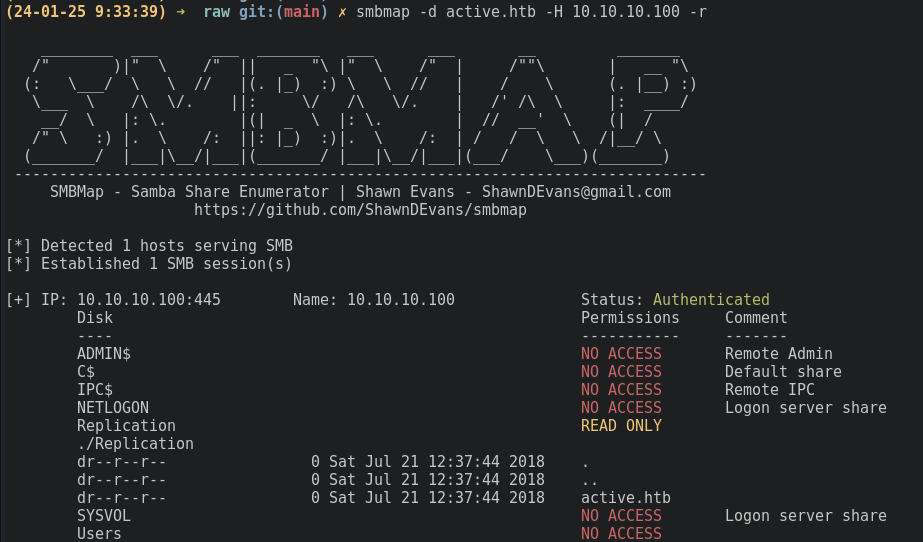 (24-01-25 9:33:39) → raw git:(main) ✗ smbmap -d active.htb -H 10.10.10.100 -r
SMBMAP
-----------------------------------------------------------------------------
SMBMap - Samba Share Enumerator | Shawn Evans - ShawnDEvans@gmail.com
https://github.com/ShawnDEvans/smbmap
[*] Detected 1 hosts serving SMB
[*] Established 1 SMB session(s)
[+] IP: 10.10.10.100:445 Name: 10.10.10.100 Status: Authenticated
Disk Permissions Comment
---- ----------- -------
ADMIN$ NO ACCESS Remote Admin
C$ NO ACCESS Default share
IPC$ NO ACCESS Remote IPC
NETLOGON NO ACCESS Logon server share
Replication READ ONLY
./Replication
dr--r--r-- 0 Sat Jul 21 12:37:44 2018 .
dr--r--r-- 0 Sat Jul 21 12:37:44 2018 ..
dr--r--r-- 0 Sat Jul 21 12:37:44 2018 active.htb
SYSVOL NO ACCESS Logon server share
Users NO ACCESS